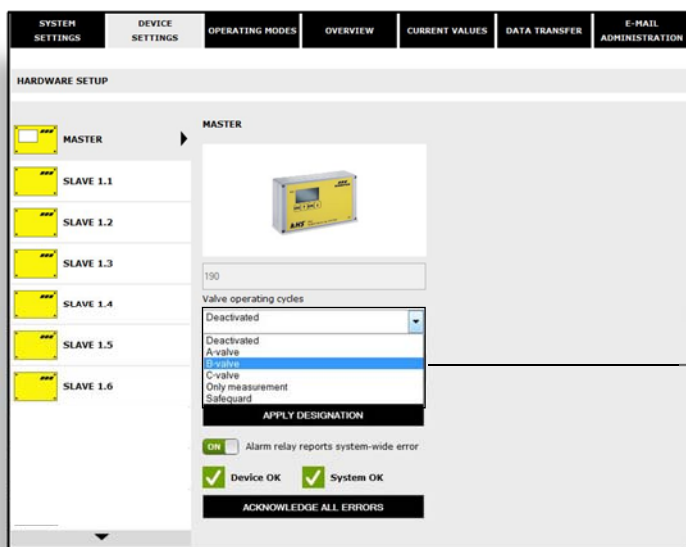 SYSTEM SETTINGS
DEVICE SETTINGS
OPERATING MODES
OVERVIEW
CURRENT VALUES
DATA TRANSFER
E-MAIL ADMINISTRATION
HARDWARE SETUP
MASTER
SLAVE 1.1
SLAVE 1.2
SLAVE 1.3
SLAVE 1.4
SLAVE 1.5
SLAVE 1.6
MASTER
AHS
190
Valve operating cycles
Deactivated
Deactivated
A-valve
B-valve
C-valve
Only measurement
Safeguard
APPLY DESIGNATION
ON Alarm relay reports system-wide error
Device OK System OK
ACKNOWLEDGE ALL ERRORS